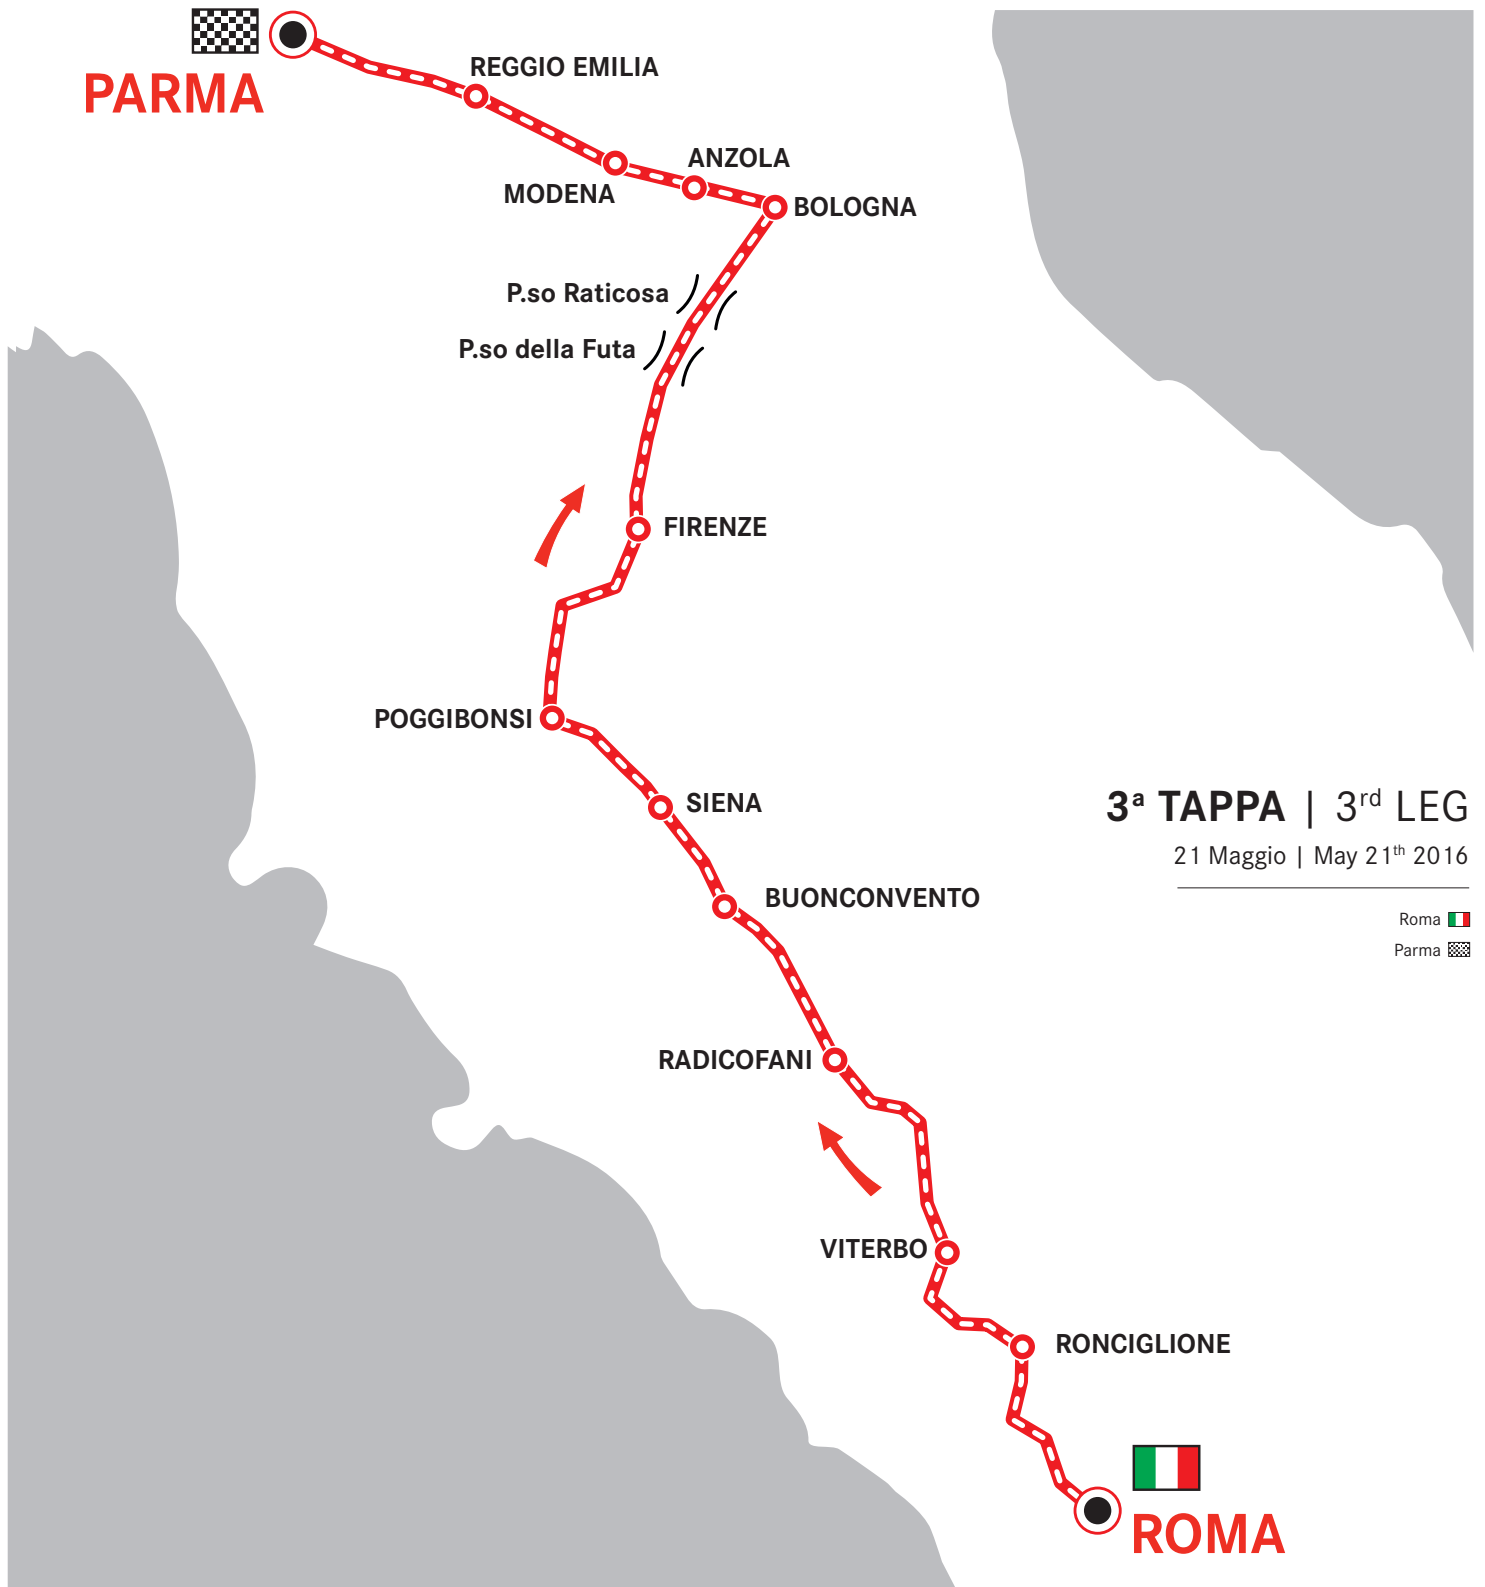 PARMA
REGGIO EMILIA
ANZOLA
MODENA
BOLOGNA
P.so Raticosa
P.so della Futa
FIRENZE
POGGIBONSI
SIENA
3ª TAPPA | 3rd LEG
21 Maggio | May 21th 2016
BUONCONVENTO
Roma
Parma
RADICOFANI
VITERBO
RONCIGLIONE
ROMA